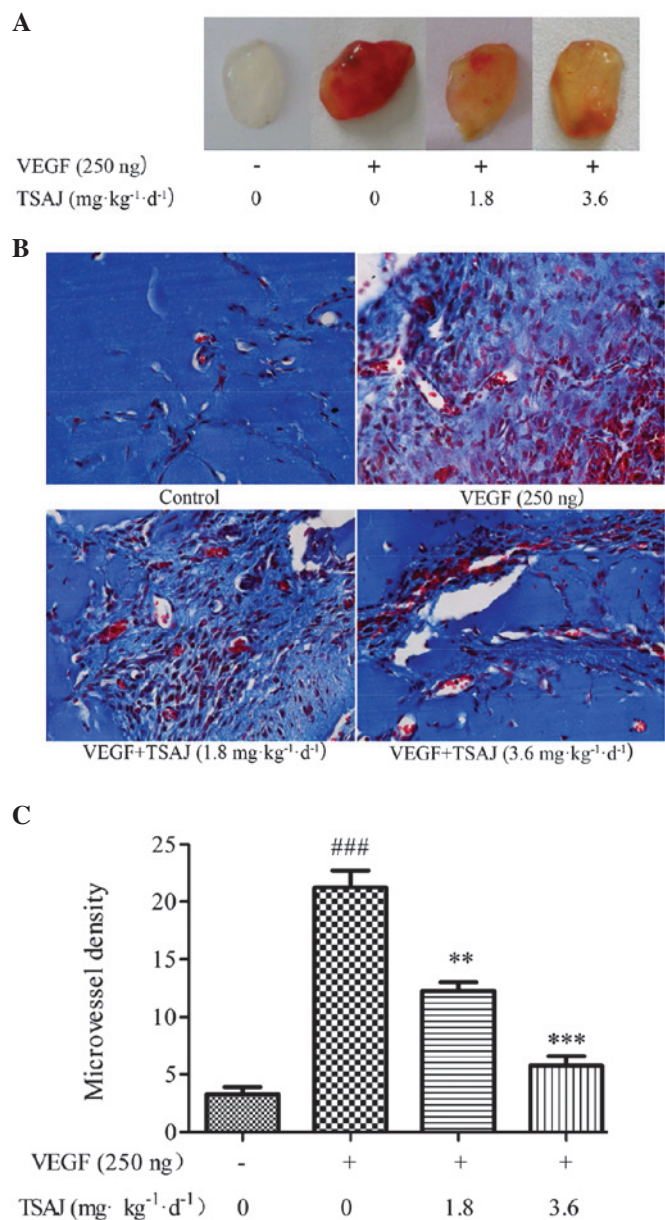 A
VEGF (250 ng) - + + +
TSAJ (mg·kg⁻¹·d⁻¹) 0 0 1.8 3.6
B
Control VEGF (250 ng)
VEGF+TSAJ (1.8 mg·kg⁻¹·d⁻¹) VEGF+TSAJ (3.6 mg·kg⁻¹·d⁻¹)
C
Microvessel density
25
20
15
10
5
0
###
**
***
VEGF (250 ng) - + + +
TSAJ (mg· kg⁻¹·d⁻¹) 0 0 1.8 3.6